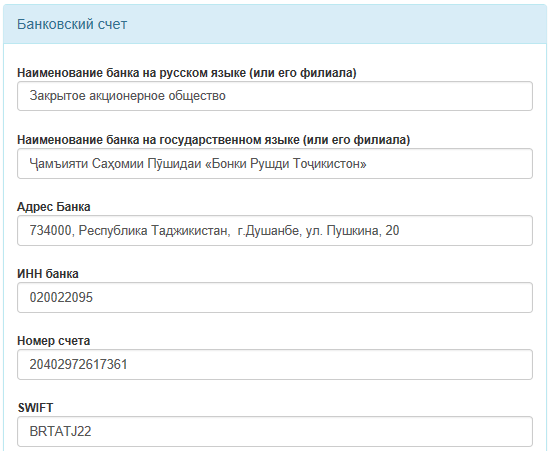 Банковский счет
Наименование банка на русском языке (или его филиала)
Закрытое акционерное общество
Наименование банка на государственном языке (или его филиала)
Ҷамъияти Саҳомии Пӯшидаи «Бонки Рушди Тоҷикистон»
Адрес Банка
734000, Республика Таджикистан,  г.Душанбе, ул. Пушкина, 20
ИНН банка
020022095
Номер счета
20402972617361
SWIFT
BRTATJ22